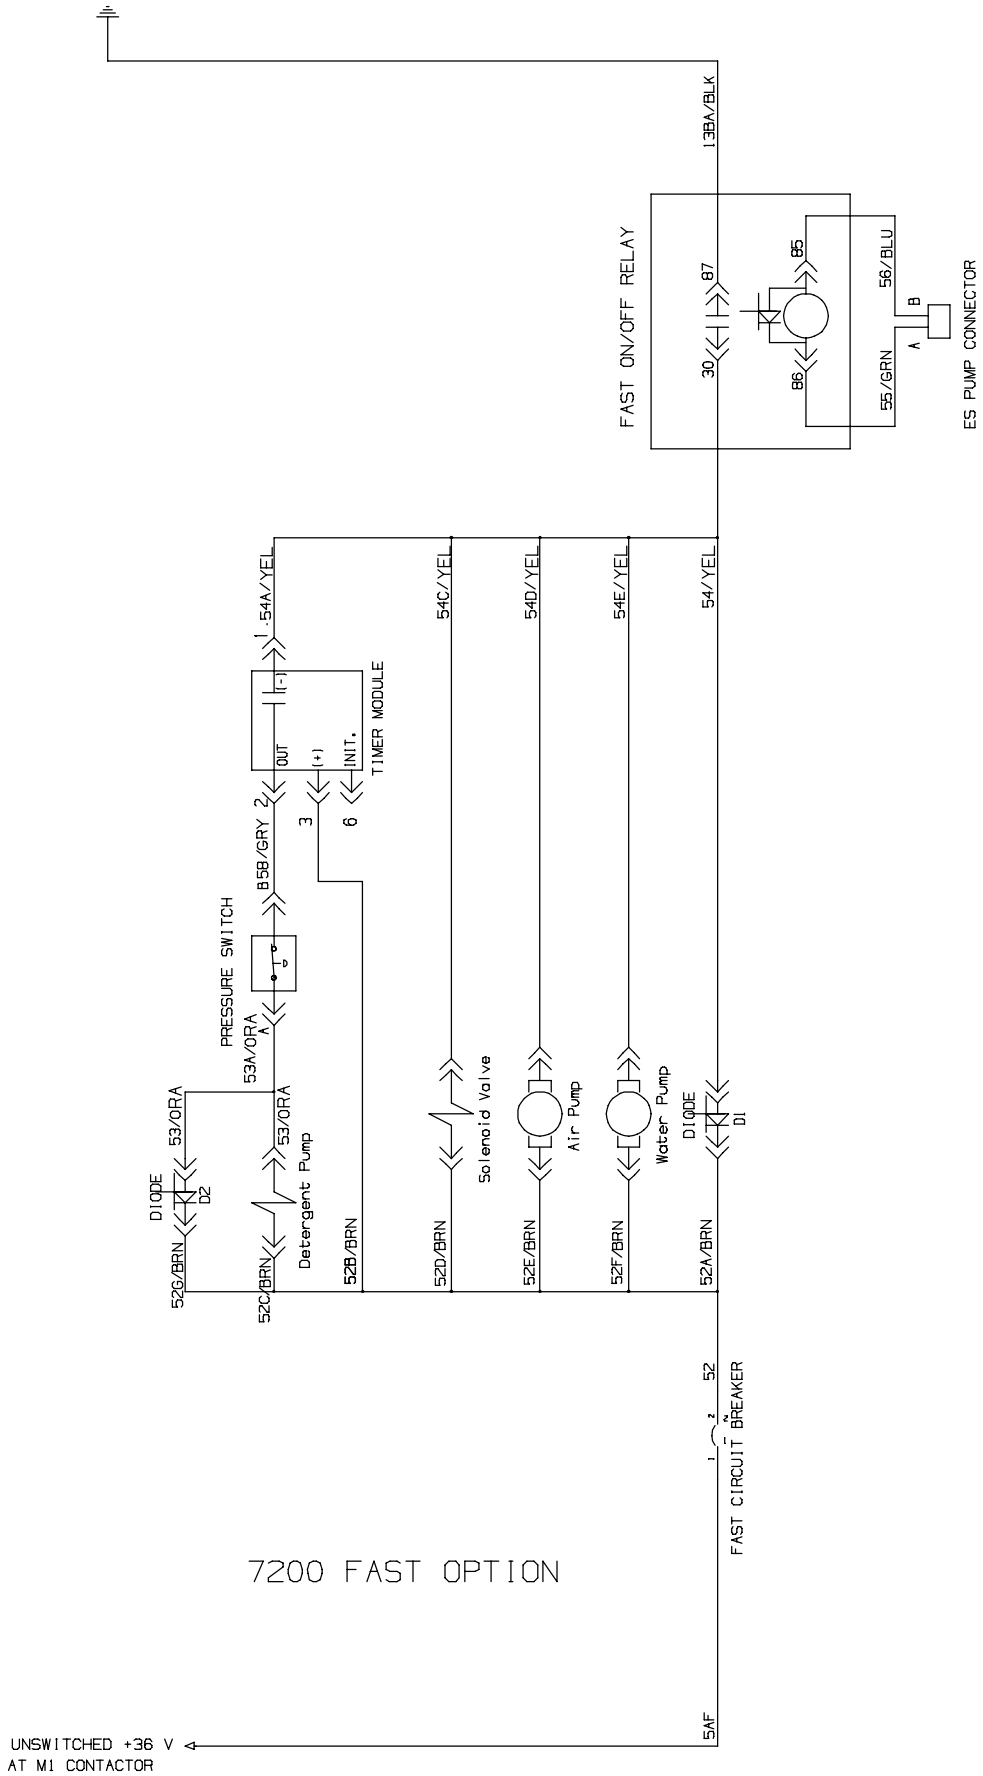 13BA/BLK
FAST ON/OFF RELAY
87
30
85
86
56/BLU
55/GRN
B
A
ES PUMP CONNECTOR
54A/YEL
54C/YEL
54D/YEL
54E/YEL
54/YEL
1
(-)
OUT
(+)
INIT.
TIMER MODULE
2
3
6
B5B/GRY
PRESSURE SWITCH
P
A
53A/ORA
53/ORA
53/ORA
DIODE
D2
Detergent Pump
Solenoid Valve
Air Pump
Water Pump
DIODE
D1
52G/BRN
52C/BRN
52B/BRN
52D/BRN
52E/BRN
52F/BRN
52A/BRN
52
2
2
1
1
FAST CIRCUIT BREAKER
7200 FAST OPTION
5AF
UNSWITCHED +36 V
AT M1 CONTACTOR